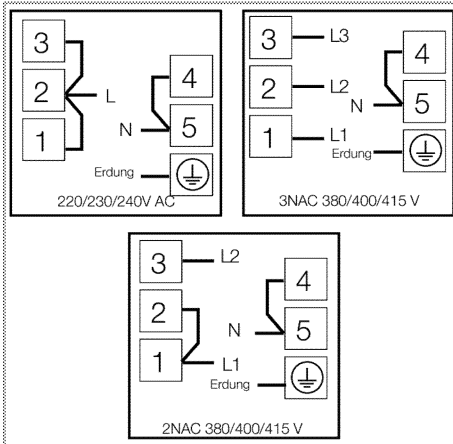 3
2
1
L
4
5
N
Erdung
220/230/240V AC
3
L3
2
L2
1
L1
4
5
N
Erdung
3NAC 380/400/415 V
3
L2
2
1
L1
4
5
N
Erdung
2NAC 380/400/415 V